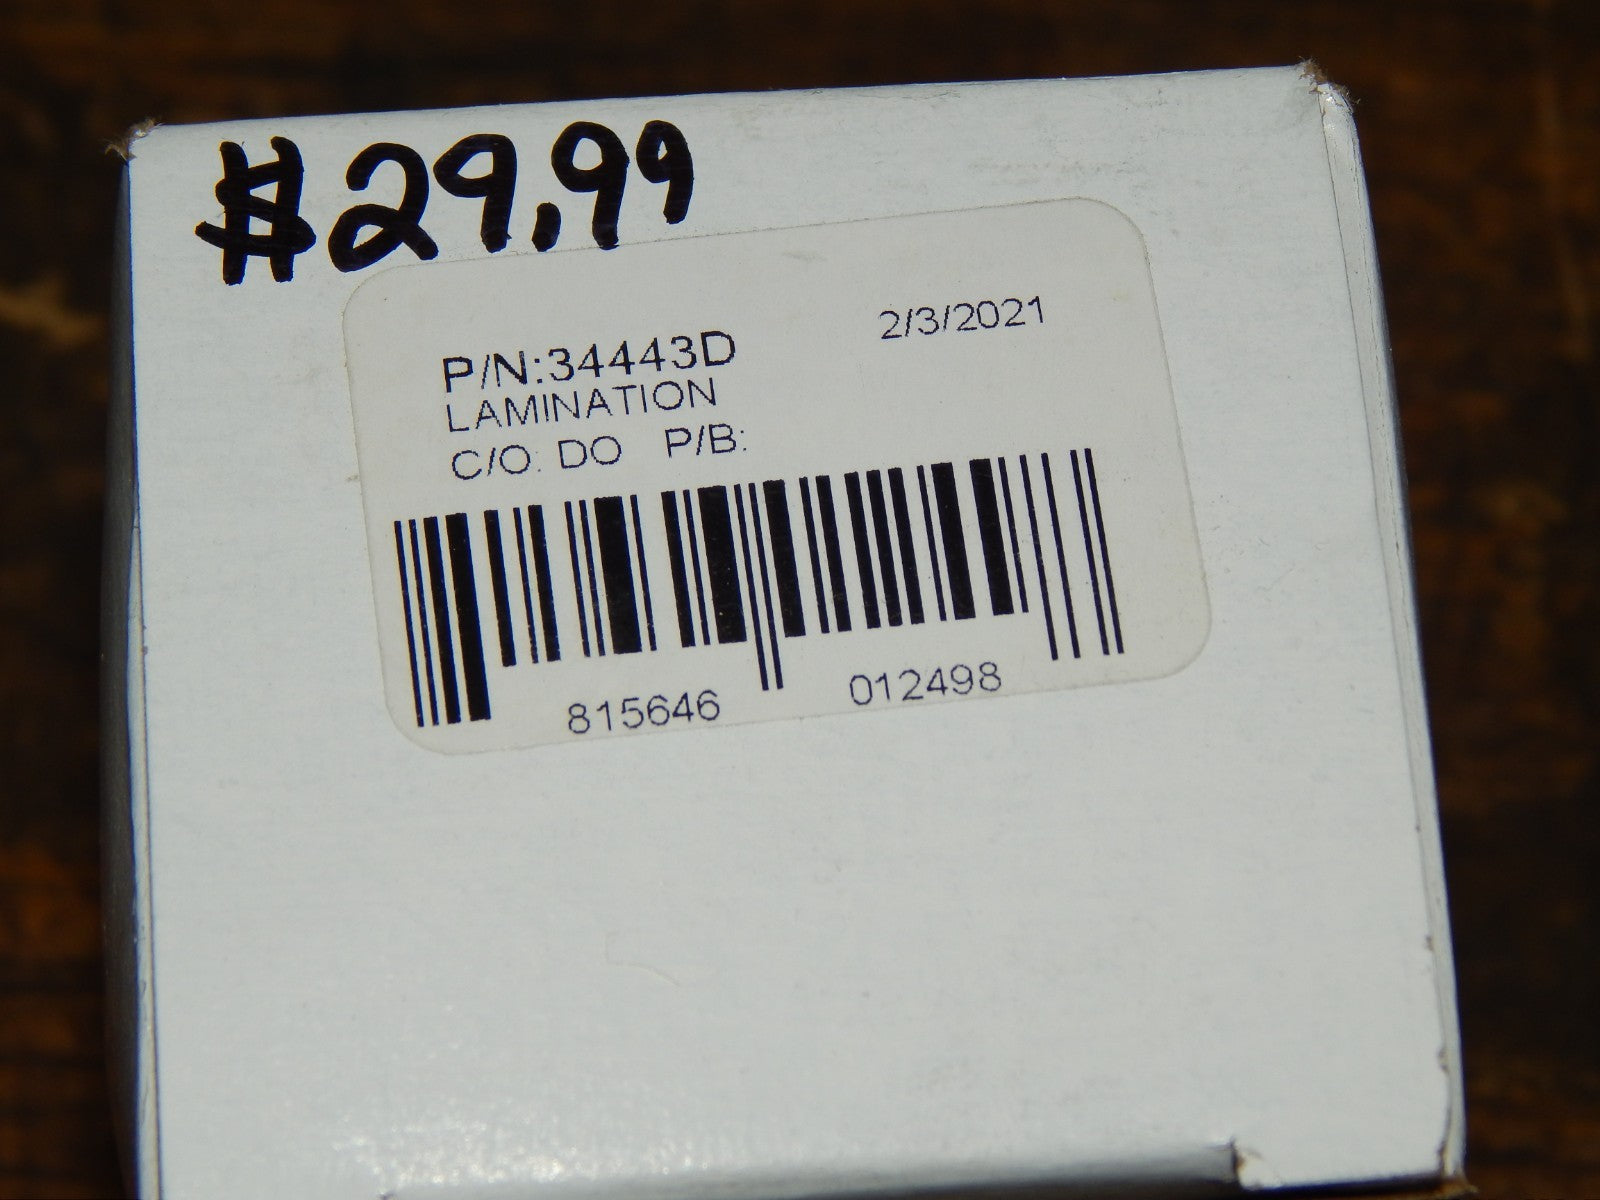 $29.99
2/3/2021
P/N:34443D
LAMINATION
C/O: DO P/B:
815646 012498